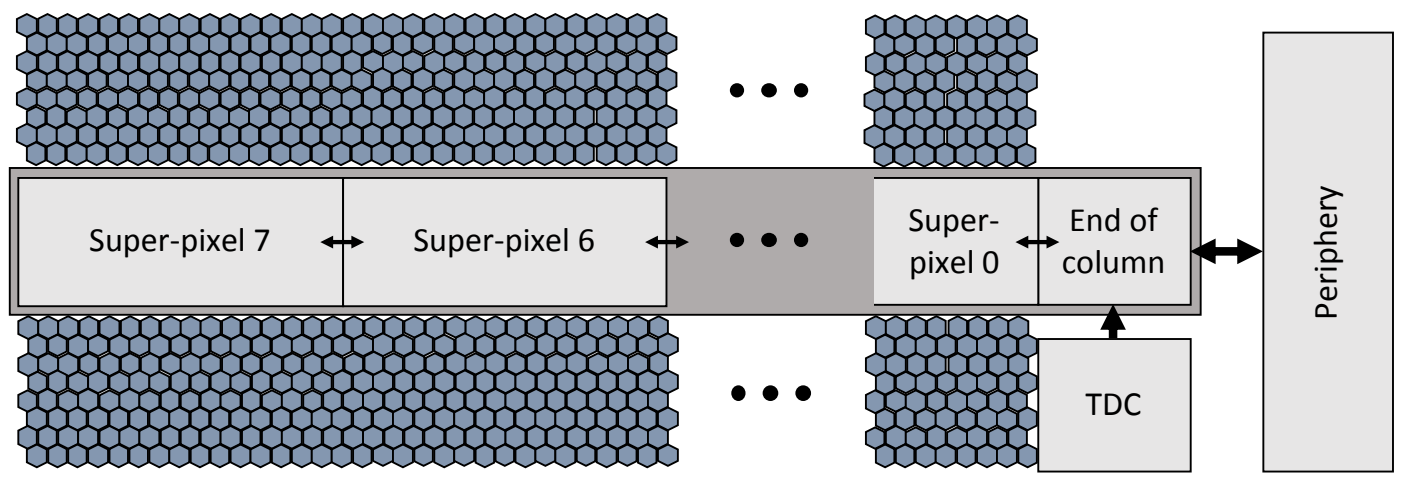 Super-pixel 7
Super-pixel 6
Super-
pixel 0
End of
column
Periphery
TDC